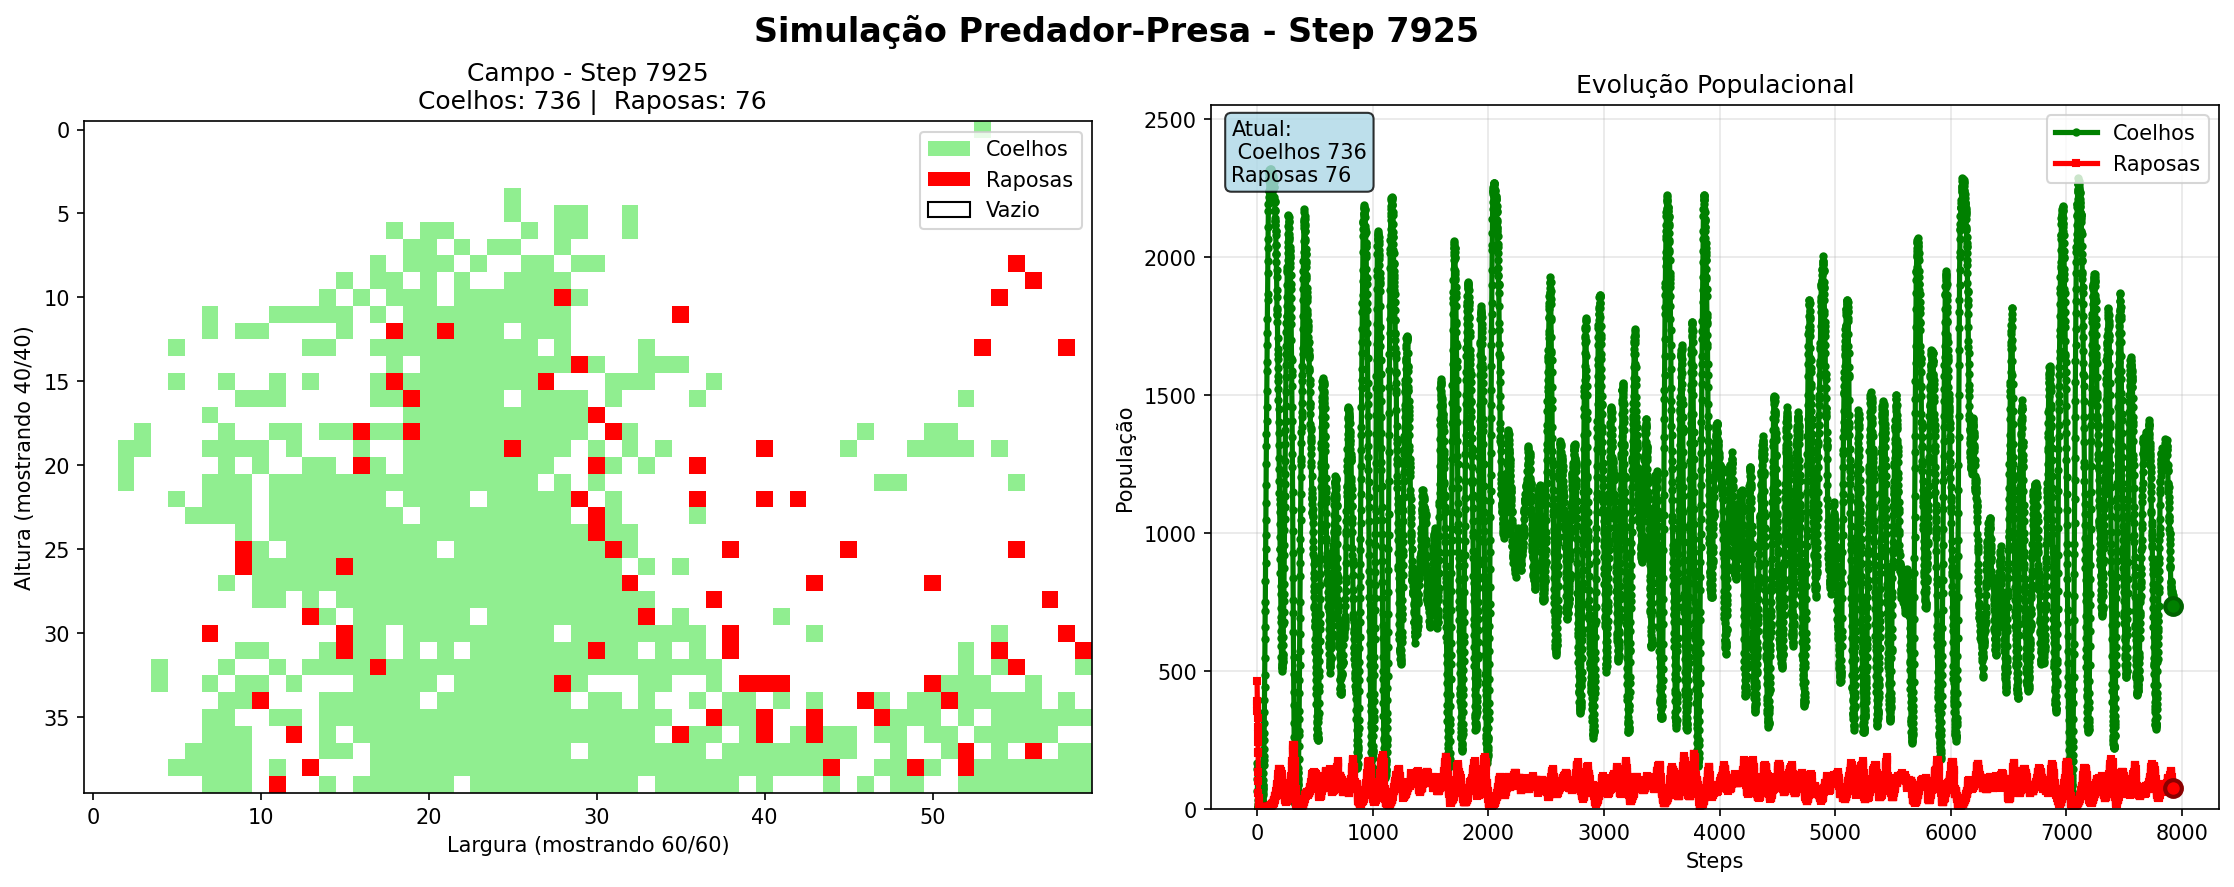 Simulação Predador-Presa - Step 7925
Campo - Step 7925
Coelhos: 736 |  Raposas: 76
Coelhos
Raposas
Vazio
0
5
10
15
20
25
30
35
Altura (mostrando 40/40)
0
10
20
30
40
50
Largura (mostrando 60/60)
Evolução Populacional
Atual:
Coelhos 736
Raposas 76
Coelhos
Raposas
2500
2000
1500
1000
500
0
População
0
1000
2000
3000
4000
5000
6000
7000
8000
Steps